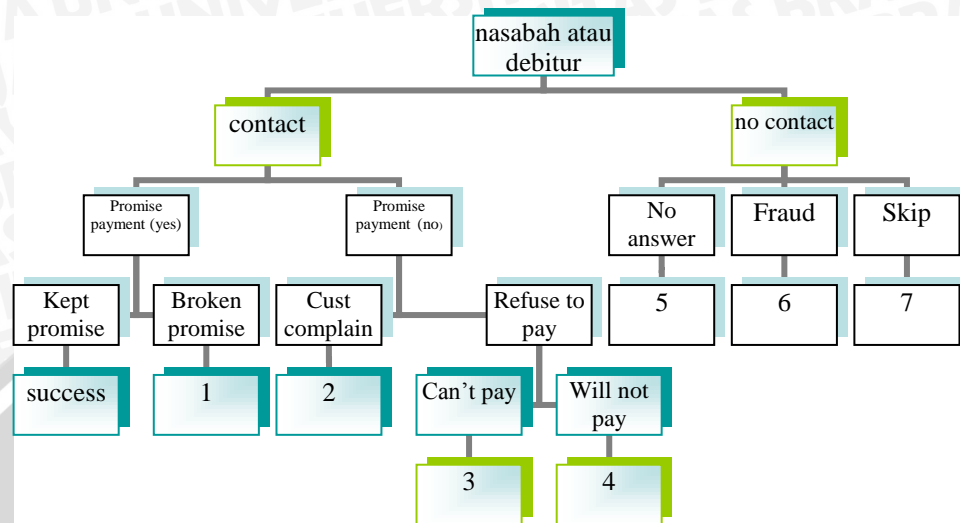 nasabah atau
debitur
contact
no contact
Promise
payment (yes)
Promise
payment (no)
No
answer
Fraud
Skip
Kept
promise
Broken
promise
Cust
complain
Refuse to
pay
5
6
7
success
1
2
Can't pay
Will not
pay
3
4